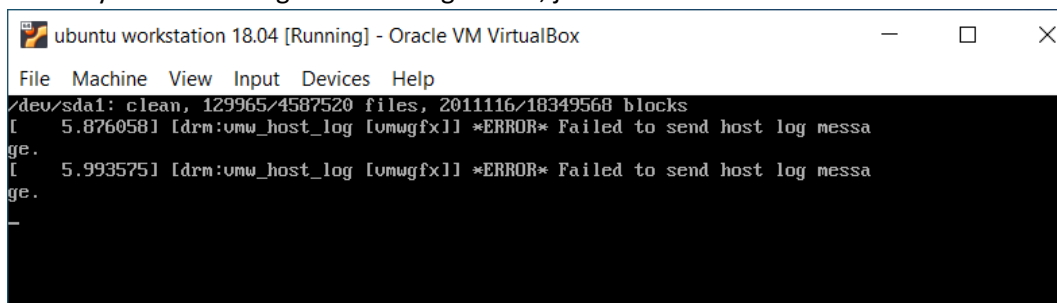 ubuntu workstation 18.04 [Running] - Oracle VM VirtualBox
File Machine View Input Devices Help
/dev/sda1: clean, 129965/4587520 files, 2011116/18349568 blocks
[    5.876058] [drm:vmw_host_log [vmwgfx]] *ERROR* Failed to send host log messa
ge.
[    5.993575] [drm:vmw_host_log [vmwgfx]] *ERROR* Failed to send host log messa
ge.